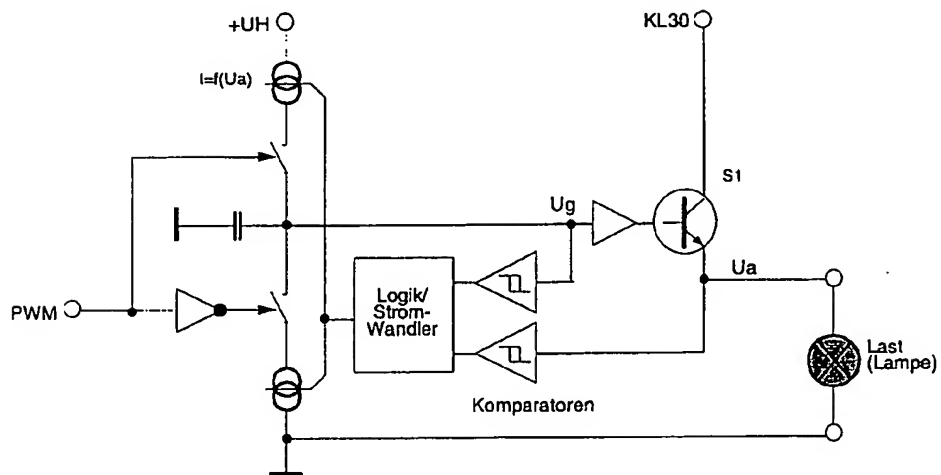 +UH
KL30
I=f(Ua)
S1
Ug
Ua
PWM
Logik/
Strom-
Wandler
Last
(Lampe)
Komparatoren